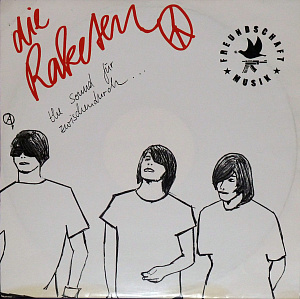 die
Raketen
the sound für
zwischendurch...
FREUNDSCHAFT
MUSIK
A